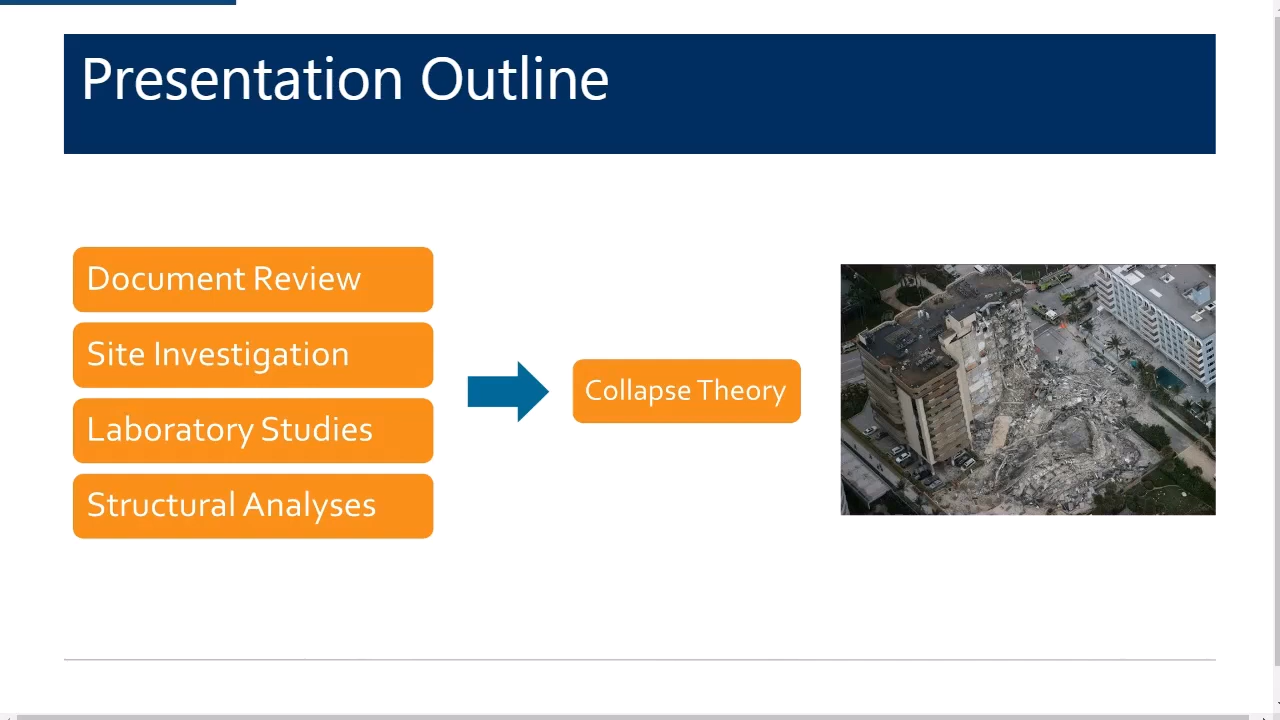 Presentation Outline
Document Review
Site Investigation
Laboratory Studies
Structural Analyses
Collapse Theory